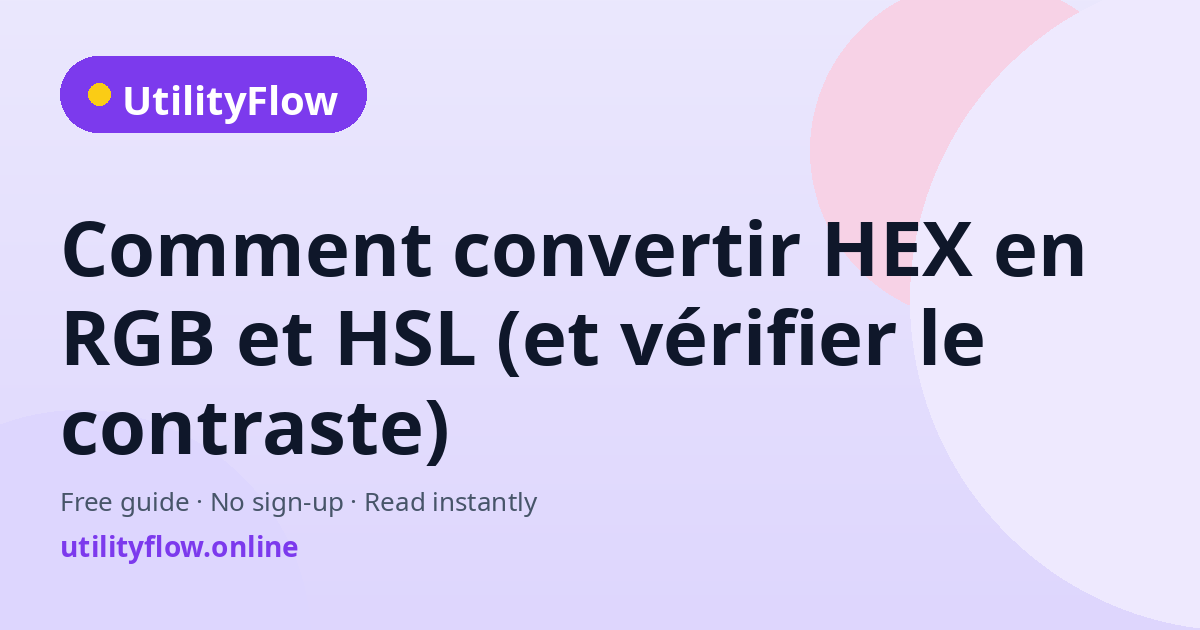 UtilityFlow
Comment convertir HEX en
RGB et HSL (et vérifier le
contraste)
Free guide · No sign-up · Read instantly
utilityflow.online